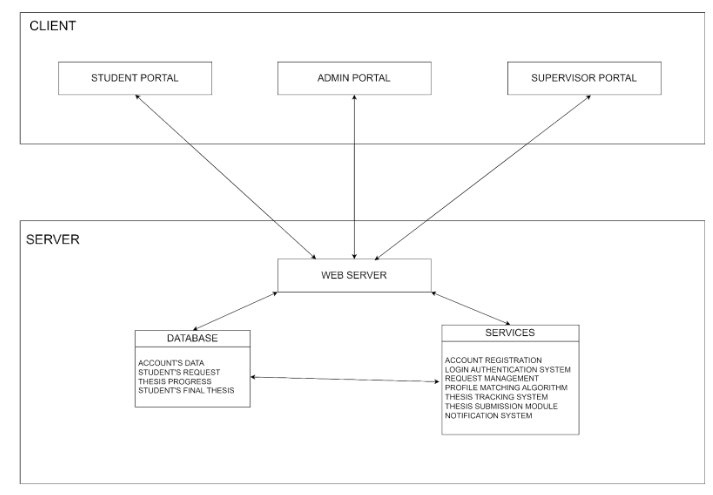 CLIENT
STUDENT PORTAL
ADMIN PORTAL
SUPERVISOR PORTAL
SERVER
WEB SERVER
DATABASE
ACCOUNT'S DATA
STUDENT'S REQUEST
THESIS PROGRESS
STUDENT'S FINAL THESIS
SERVICES
ACCOUNT REGISTRATION
LOGIN AUTHENTICATION SYSTEM
REQUEST MANAGEMENT
PROFILE MATCHING ALGORITHM
THESIS TRACKING SYSTEM
THESIS SUBMISSION MODULE
NOTIFICATION SYSTEM